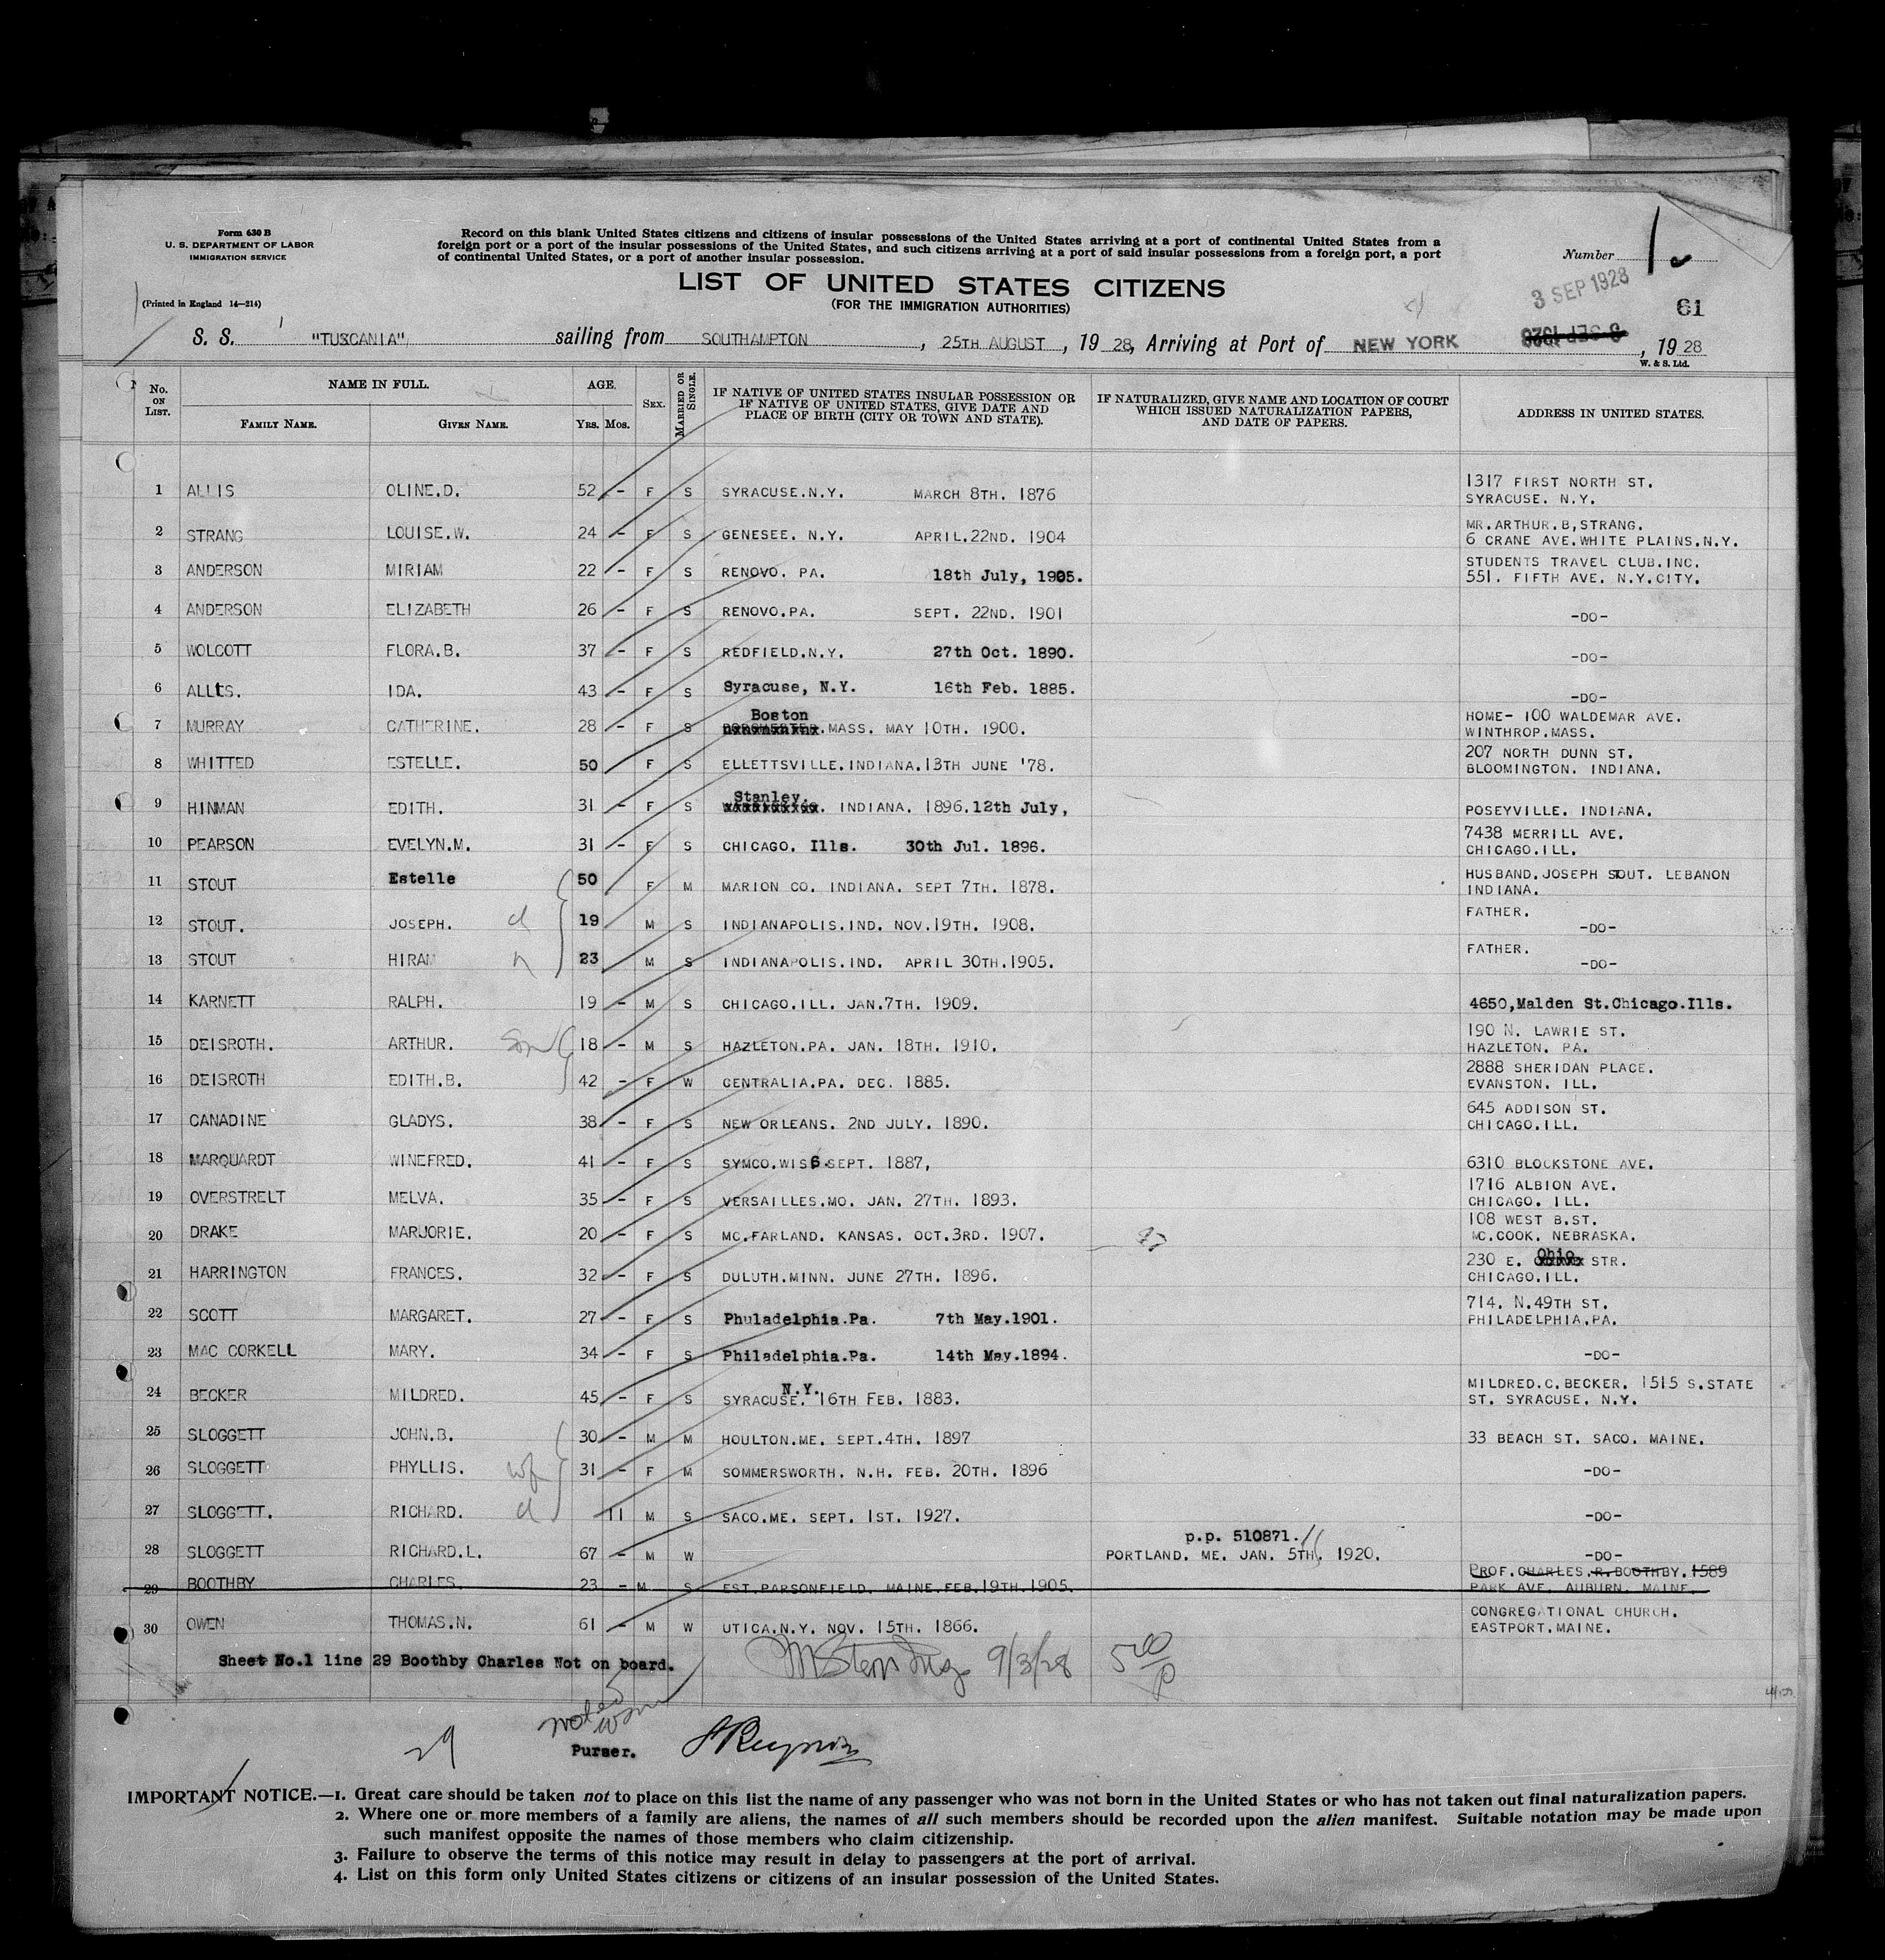 Form 630 B
U. S. DEPARTMENT OF LABOR
IMMIGRATION SERVICE
(Printed in England 14—214)
Record on this blank United States citizens and citizens of insular possessions of the United States arriving at a port of continental United States from a
foreign port or a port of the insular possessions of the United States, and such citizens arriving at a port of said insular possessions from a foreign port, a port
of continental United States, or a port of another insular possession.
Number 1
LIST OF UNITED STATES CITIZENS
(FOR THE IMMIGRATION AUTHORITIES)
3 SEP 1928
61
S. S. "TUSCANIA", sailing from SOUTHAMPTON, 25TH AUGUST, 1928, Arriving at Port of NEW YORK 3 SEP 1928, 1928
W. & S. Ltd.
No. ON LIST. NAME IN FULL. FAMILY NAME. GIVEN NAME. AGE. YRS. MOS. SEX. MARRIED OR SINGLE. IF NATIVE OF UNITED STATES INSULAR POSSESSION OR IF NATIVE OF UNITED STATES, GIVE DATE AND PLACE OF BIRTH (CITY OR TOWN AND STATE). IF NATURALIZED, GIVE NAME AND LOCATION OF COURT WHICH ISSUED NATURALIZATION PAPERS, AND DATE OF PAPERS. ADDRESS IN UNITED STATES.
1 ALLIS OLINE.D. 52 - F S SYRACUSE.N.Y. MARCH 8TH. 1876 1317 FIRST NORTH ST. SYRACUSE. N.Y.
2 STRANG LOUISE.W. 24 - F S GENESEE. N.Y. APRIL.22ND. 1904 MR.ARTHUR.B,STRANG. 6 CRANE AVE.WHITE PLAINS.N.Y.
3 ANDERSON MIRIAM 22 - F S RENOVO. PA. 18th July, 1905. STUDENTS TRAVEL CLUB.INC. 551. FIFTH AVE. N.Y.CITY.
4 ANDERSON ELIZABETH 26 - F S RENOVO.PA. SEPT. 22ND. 1901 -DO-
5 WOLCOTT FLORA.B. 37 - F S REDFIELD.N.Y. 27th Oct. 1890. -DO-
6 ALLtS. IDA. 43 - F S Syracuse, N.Y. 16th Feb. 1885. -DO-
7 MURRAY CATHERINE. 28 - F S Boston .MASS. MAY 10TH. 1900. HOME- 100 WALDEMAR AVE. WINTHROP.MASS.
8 WHITTED ESTELLE. 50 F S ELLETTSVILLE.INDIANA.13TH JUNE '78. 207 NORTH DUNN ST. BLOOMINGTON. INDIANA.
9 HINMAN EDITH. 31 - F S Stanley. INDIANA. 1896.12th July, POSEYVILLE. INDIANA.
10 PEARSON EVELYN.M. 31 - F S CHICAGO. Ills. 30th Jul. 1896. 7438 MERRILL AVE. CHICAGO.ILL.
11 STOUT Estelle 50 F M MARION CO. INDIANA. SEPT 7TH. 1878. HUSBAND.JOSEPH STOUT. LEBANON INDIANA.
12 STOUT. JOSEPH. 19 M S INDIANAPOLIS.IND. NOV.19TH. 1908. FATHER. -DO-
13 STOUT HIRAM 23 M S INDIANAPOLIS.IND. APRIL 30TH.1905. FATHER. -DO-
14 KARNETT RALPH. 19 - M S CHICAGO.ILL. JAN.7TH. 1909. 4650,Malden St.Chicago.Ills.
15 DEISROTH. ARTHUR. Son 18 - M S HAZLETON.PA. JAN. 18TH. 1910. 190 N. LAWRIE ST. HAZLETON. PA.
16 DEISROTH EDITH.B. 42 - F W CENTRALIA.PA. DEC. 1885. 2888 SHERIDAN PLACE. EVANSTON. ILL.
17 CANADINE GLADYS. 38 - F S NEW ORLEANS. 2ND JULY. 1890. 645 ADDISON ST. CHICAGO.ILL.
18 MARQUARDT WINEFRED. 41 - F S SYMCO.WIS 6 SEPT. 1887, 6310 BLOCKSTONE AVE.
19 OVERSTRELT MELVA. 35 - F S VERSAILLES.MO. JAN. 27TH. 1893. 1716 ALBION AVE. CHICAGO. ILL.
20 DRAKE MARJORIE. 20 - F S MC.FARLAND. KANSAS. OCT.3RD. 1907. 108 WEST B.ST. MC.COOK. NEBRASKA.
21 HARRINGTON FRANCES. 32 - F S DULUTH.MINN. JUNE 27TH. 1896. 230 E. Ohio STR. CHICAGO.ILL.
22 SCOTT MARGARET. 27 - F S Phuladelphia.Pa. 7th May.1901. 714. N.49TH ST. PHILADELPHIA.PA.
23 MAC CORKELL MARY. 34 - F S Philadelphia.Pa. 14th May.1894. -DO-
24 BECKER MILDRED. 45 - F S SYRACUSE. N.Y. 16TH FEB. 1883. MILDRED.C.BECKER. 1515 S.STATE ST. SYRACUSE. N.Y.
25 SLOGGETT JOHN.B. 30 - M M HOULTON.ME. SEPT.4TH. 1897 33 BEACH ST. SACO. MAINE.
26 SLOGGETT PHYLLIS. wf 31 - F M SOMMERSWORTH. N.H. FEB. 20TH. 1896 -DO-
27 SLOGGETT. RICHARD. 11 M S SACO.ME. SEPT. 1ST. 1927. -DO-
28 SLOGGETT RICHARD.L. 67 - M W p.p. 510871. PORTLAND. ME. JAN. 5TH. 1920. -DO-
29 BOOTHBY CHARLES. 23 - M S EST.PARSONFIELD. MAINE.FEB.19TH.1905. PROF.CHARLES.R.BOOTHBY.1589 PARK AVE. AUBURN. MAINE.
30 OWEN THOMAS.N. 61 - M W UTICA.N.Y. NOV. 15TH. 1866. CONGREGATIONAL CHURCH. EASTPORT.MAINE.
Sheet No.1 line 29 Boothby Charles Not on board. 9/3/28
29
Purser.
IMPORTANT NOTICE.—1. Great care should be taken not to place on this list the name of any passenger who was not born in the United States or who has not taken out final naturalization papers.
2. Where one or more members of a family are aliens, the names of all such members should be recorded upon the alien manifest. Suitable notation may be made upon
such manifest opposite the names of those members who claim citizenship.
3. Failure to observe the terms of this notice may result in delay to passengers at the port of arrival.
4. List on this form only United States citizens or citizens of an insular possession of the United States.